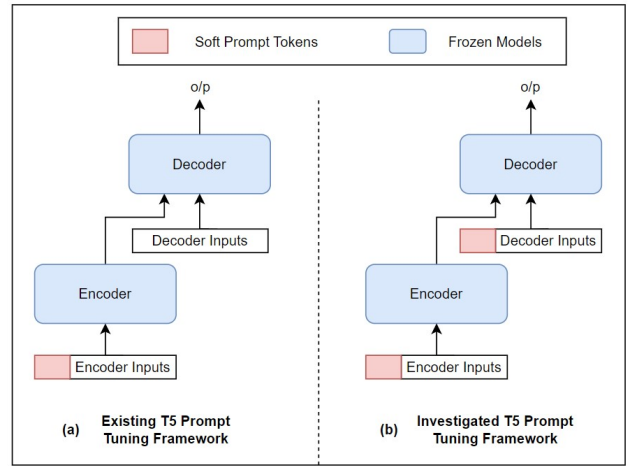 Soft Prompt Tokens
Frozen Models
o/p
Decoder
Decoder Inputs
Encoder
Encoder Inputs
(a) Existing T5 Prompt
Tuning Framework
o/p
Decoder
Decoder Inputs
Encoder
Encoder Inputs
(b) Investigated T5 Prompt
Tuning Framework